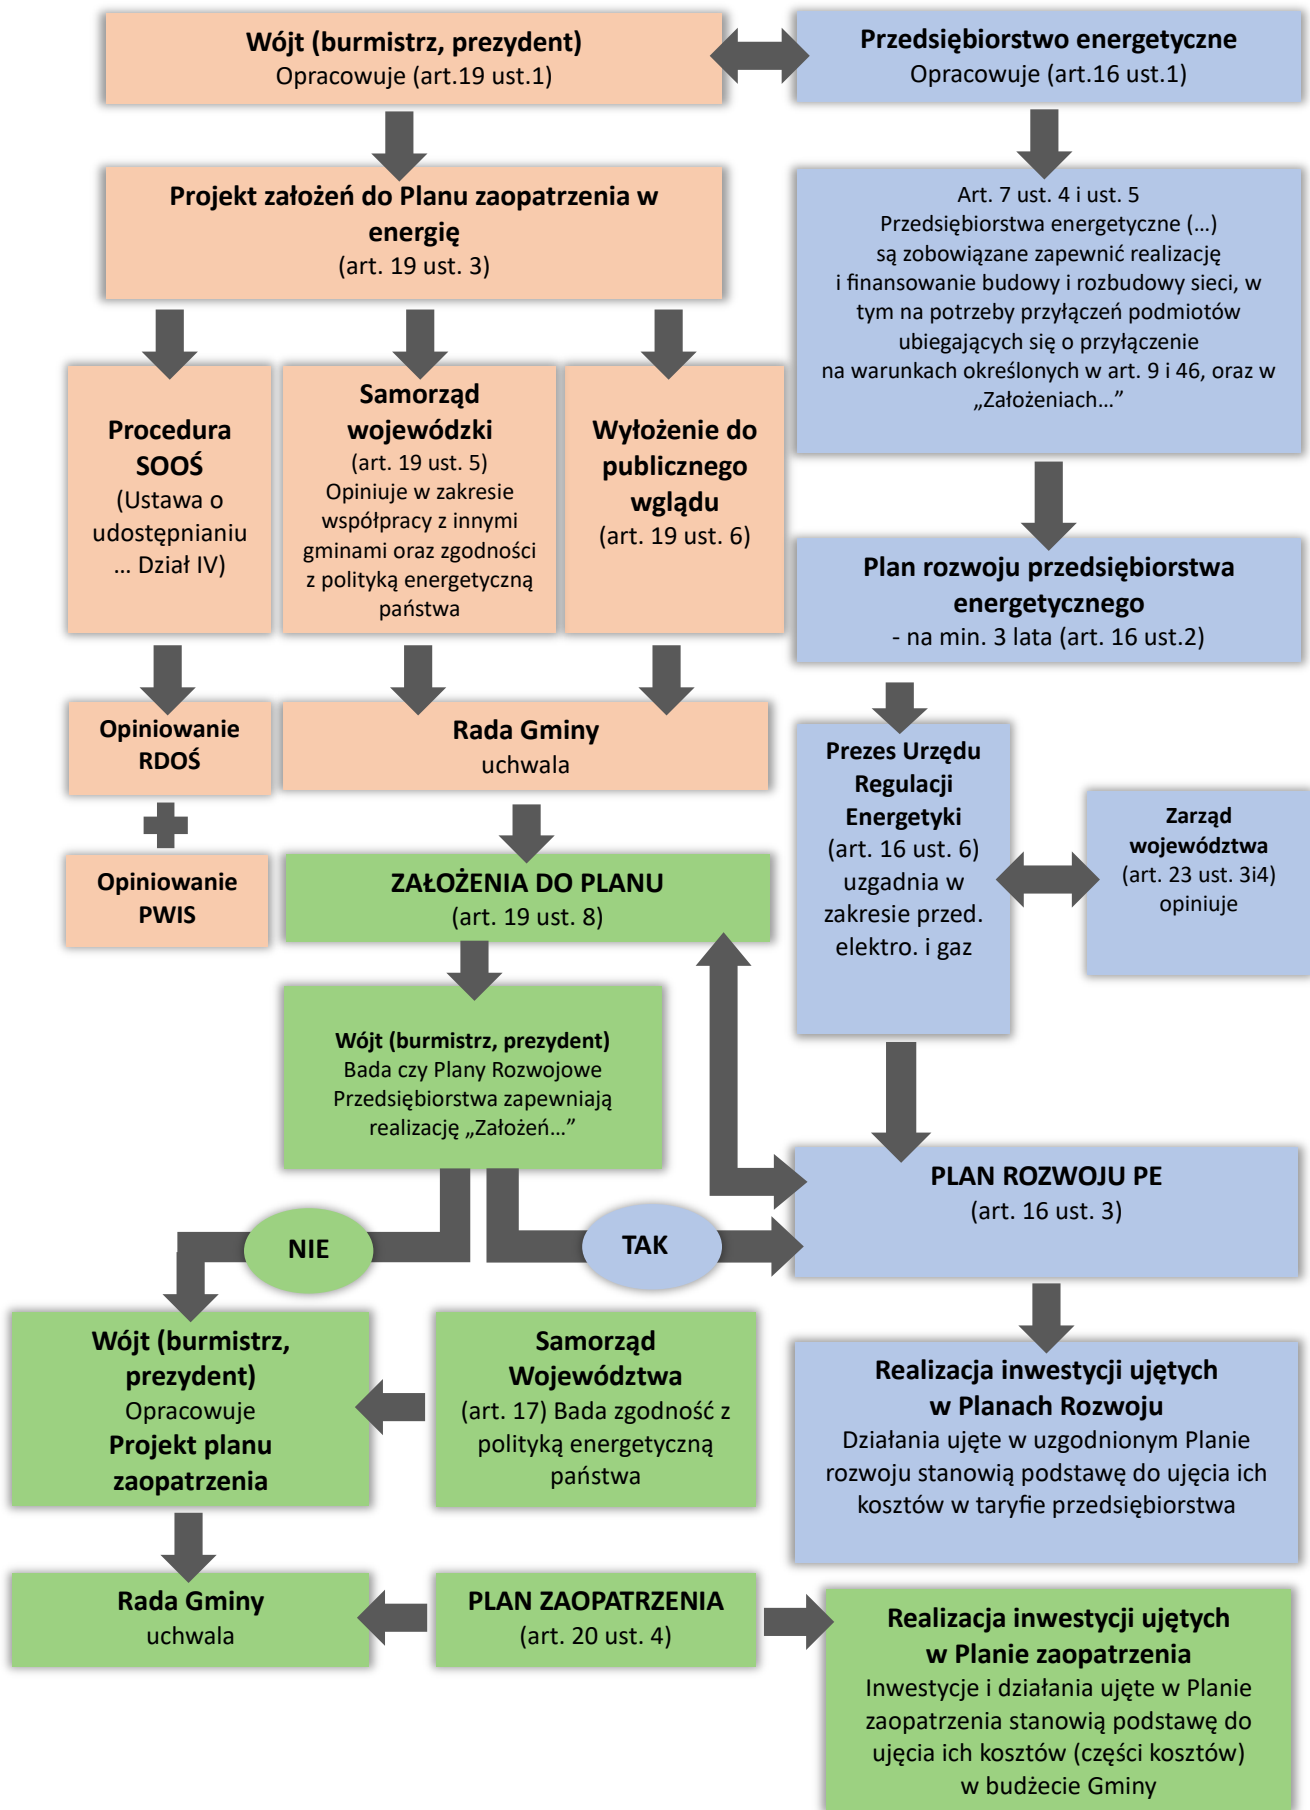 Wójt (burmistrz, prezydent)
Opracowuje (art.19 ust.1)
Przedsiębiorstwo energetyczne
Opracowuje (art.16 ust.1)
Projekt założeń do Planu zaopatrzenia w
energię
(art. 19 ust. 3)
Art. 7 ust. 4 i ust. 5
Przedsiębiorstwa energetyczne (...)
są zobowiązane zapewnić realizację
i finansowanie budowy i rozbudowy sieci, w
tym na potrzeby przyłączeń podmiotów
ubiegających się o przyłączenie
na warunkach określonych w art. 9 i 46, oraz w
„Założeniach…”
Procedura
SOOŚ
(Ustawa o
udostępnianiu
... Dział IV)
Samorząd
wojewódzki
(art. 19 ust. 5)
Opiniuje w zakresie
współpracy z innymi
gminami oraz zgodności
z polityką energetyczną
państwa
Wyłożenie do
publicznego
wglądu
(art. 19 ust. 6)
Plan rozwoju przedsiębiorstwa
energetycznego
- na min. 3 lata (art. 16 ust.2)
Opiniowanie
RDOŚ
Rada Gminy
uchwala
Prezes Urzędu
Regulacji
Energetyki
(art. 16 ust. 6)
uzgadnia w
zakresie przed.
elektro. i gaz
Zarząd
województwa
(art. 23 ust. 3i4)
opiniuje
Opiniowanie
PWIS
ZAŁOŻENIA DO PLANU
(art. 19 ust. 8)
Wójt (burmistrz, prezydent)
Bada czy Plany Rozwojowe
Przedsiębiorstwa zapewniają
realizację „Założeń…”
PLAN ROZWOJU PE
(art. 16 ust. 3)
NIE
TAK
Wójt (burmistrz,
prezydent)
Opracowuje
Projekt planu
zaopatrzenia
Samorząd
Województwa
(art. 17) Bada zgodność z
polityką energetyczną
państwa
Realizacja inwestycji ujętych
w Planach Rozwoju
Działania ujęte w uzgodnionym Planie
rozwoju stanowią podstawę do ujęcia ich
kosztów w taryfie przedsiębiorstwa
Rada Gminy
uchwala
PLAN ZAOPATRZENIA
(art. 20 ust. 4)
Realizacja inwestycji ujętych
w Planie zaopatrzenia
Inwestycje i działania ujęte w Planie
zaopatrzenia stanowią podstawę do
ujęcia ich kosztów (części kosztów)
w budżecie Gminy